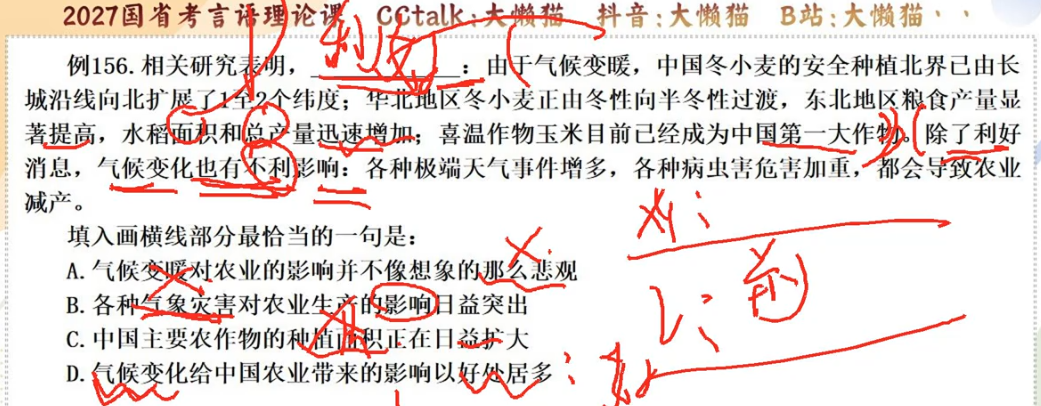 2027国省考言语理论课 CCtalk:大懒猫 抖音:大懒猫 B站:大懒猫··
利好
例156.相关研究表明，________：由于气候变暖，中国冬小麦的安全种植北界已由长
城沿线向北扩展了1至2个纬度；华北地区冬小麦正由冬性向半冬性过渡，东北地区粮食产量显
著提高，水稻面积和总产量迅速增加；喜温作物玉米目前已经成为中国第一大作物。除了利好
消息，气候变化也有不利影响：各种极端天气事件增多，各种病虫害危害加重，都会导致农业
减产。
填入画横线部分最恰当的一句是：
A.气候变暖对农业的影响并不像想象的那么悲观
B.各种气象灾害对农业生产的影响日益突出
C.中国主要农作物的种植面积正在日益扩大
D.气候变化给中国农业带来的影响以好处居多